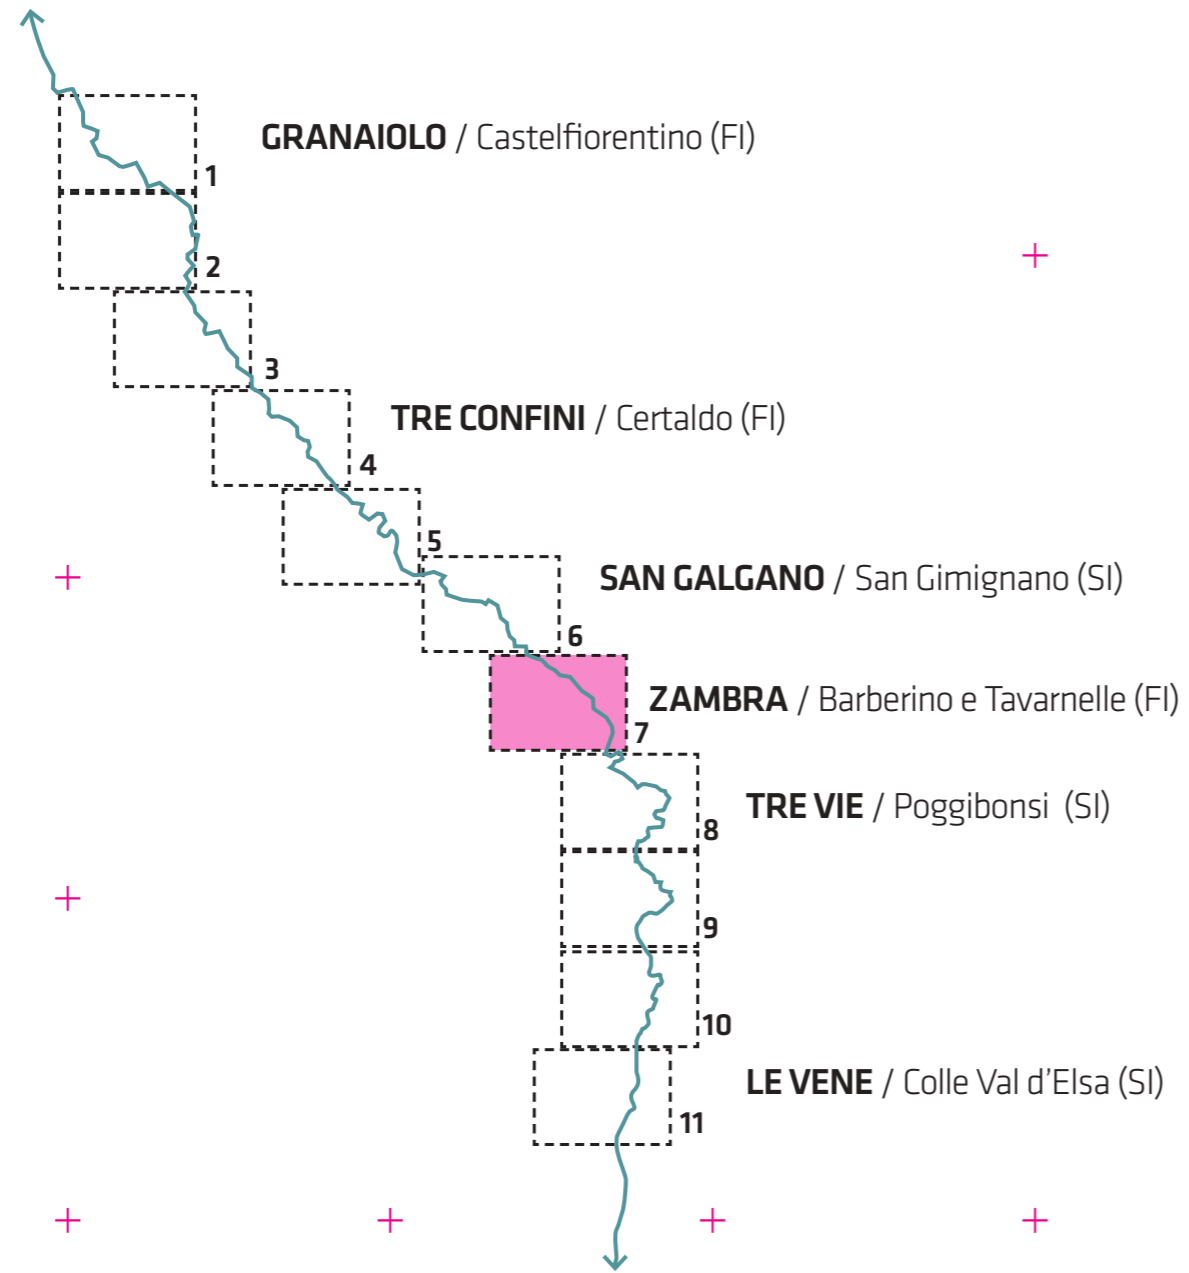 GRANAIOLO / Castelfiorentino (FI)
1
2
3
TRE CONFINI / Certaldo (FI)
4
5
SAN GALGANO / San Gimignano (SI)
6
ZAMBRA / Barberino e Tavarnelle (FI)
7
TRE VIE / Poggibonsi (SI)
8
9
10
LE VENE / Colle Val d'Elsa (SI)
11